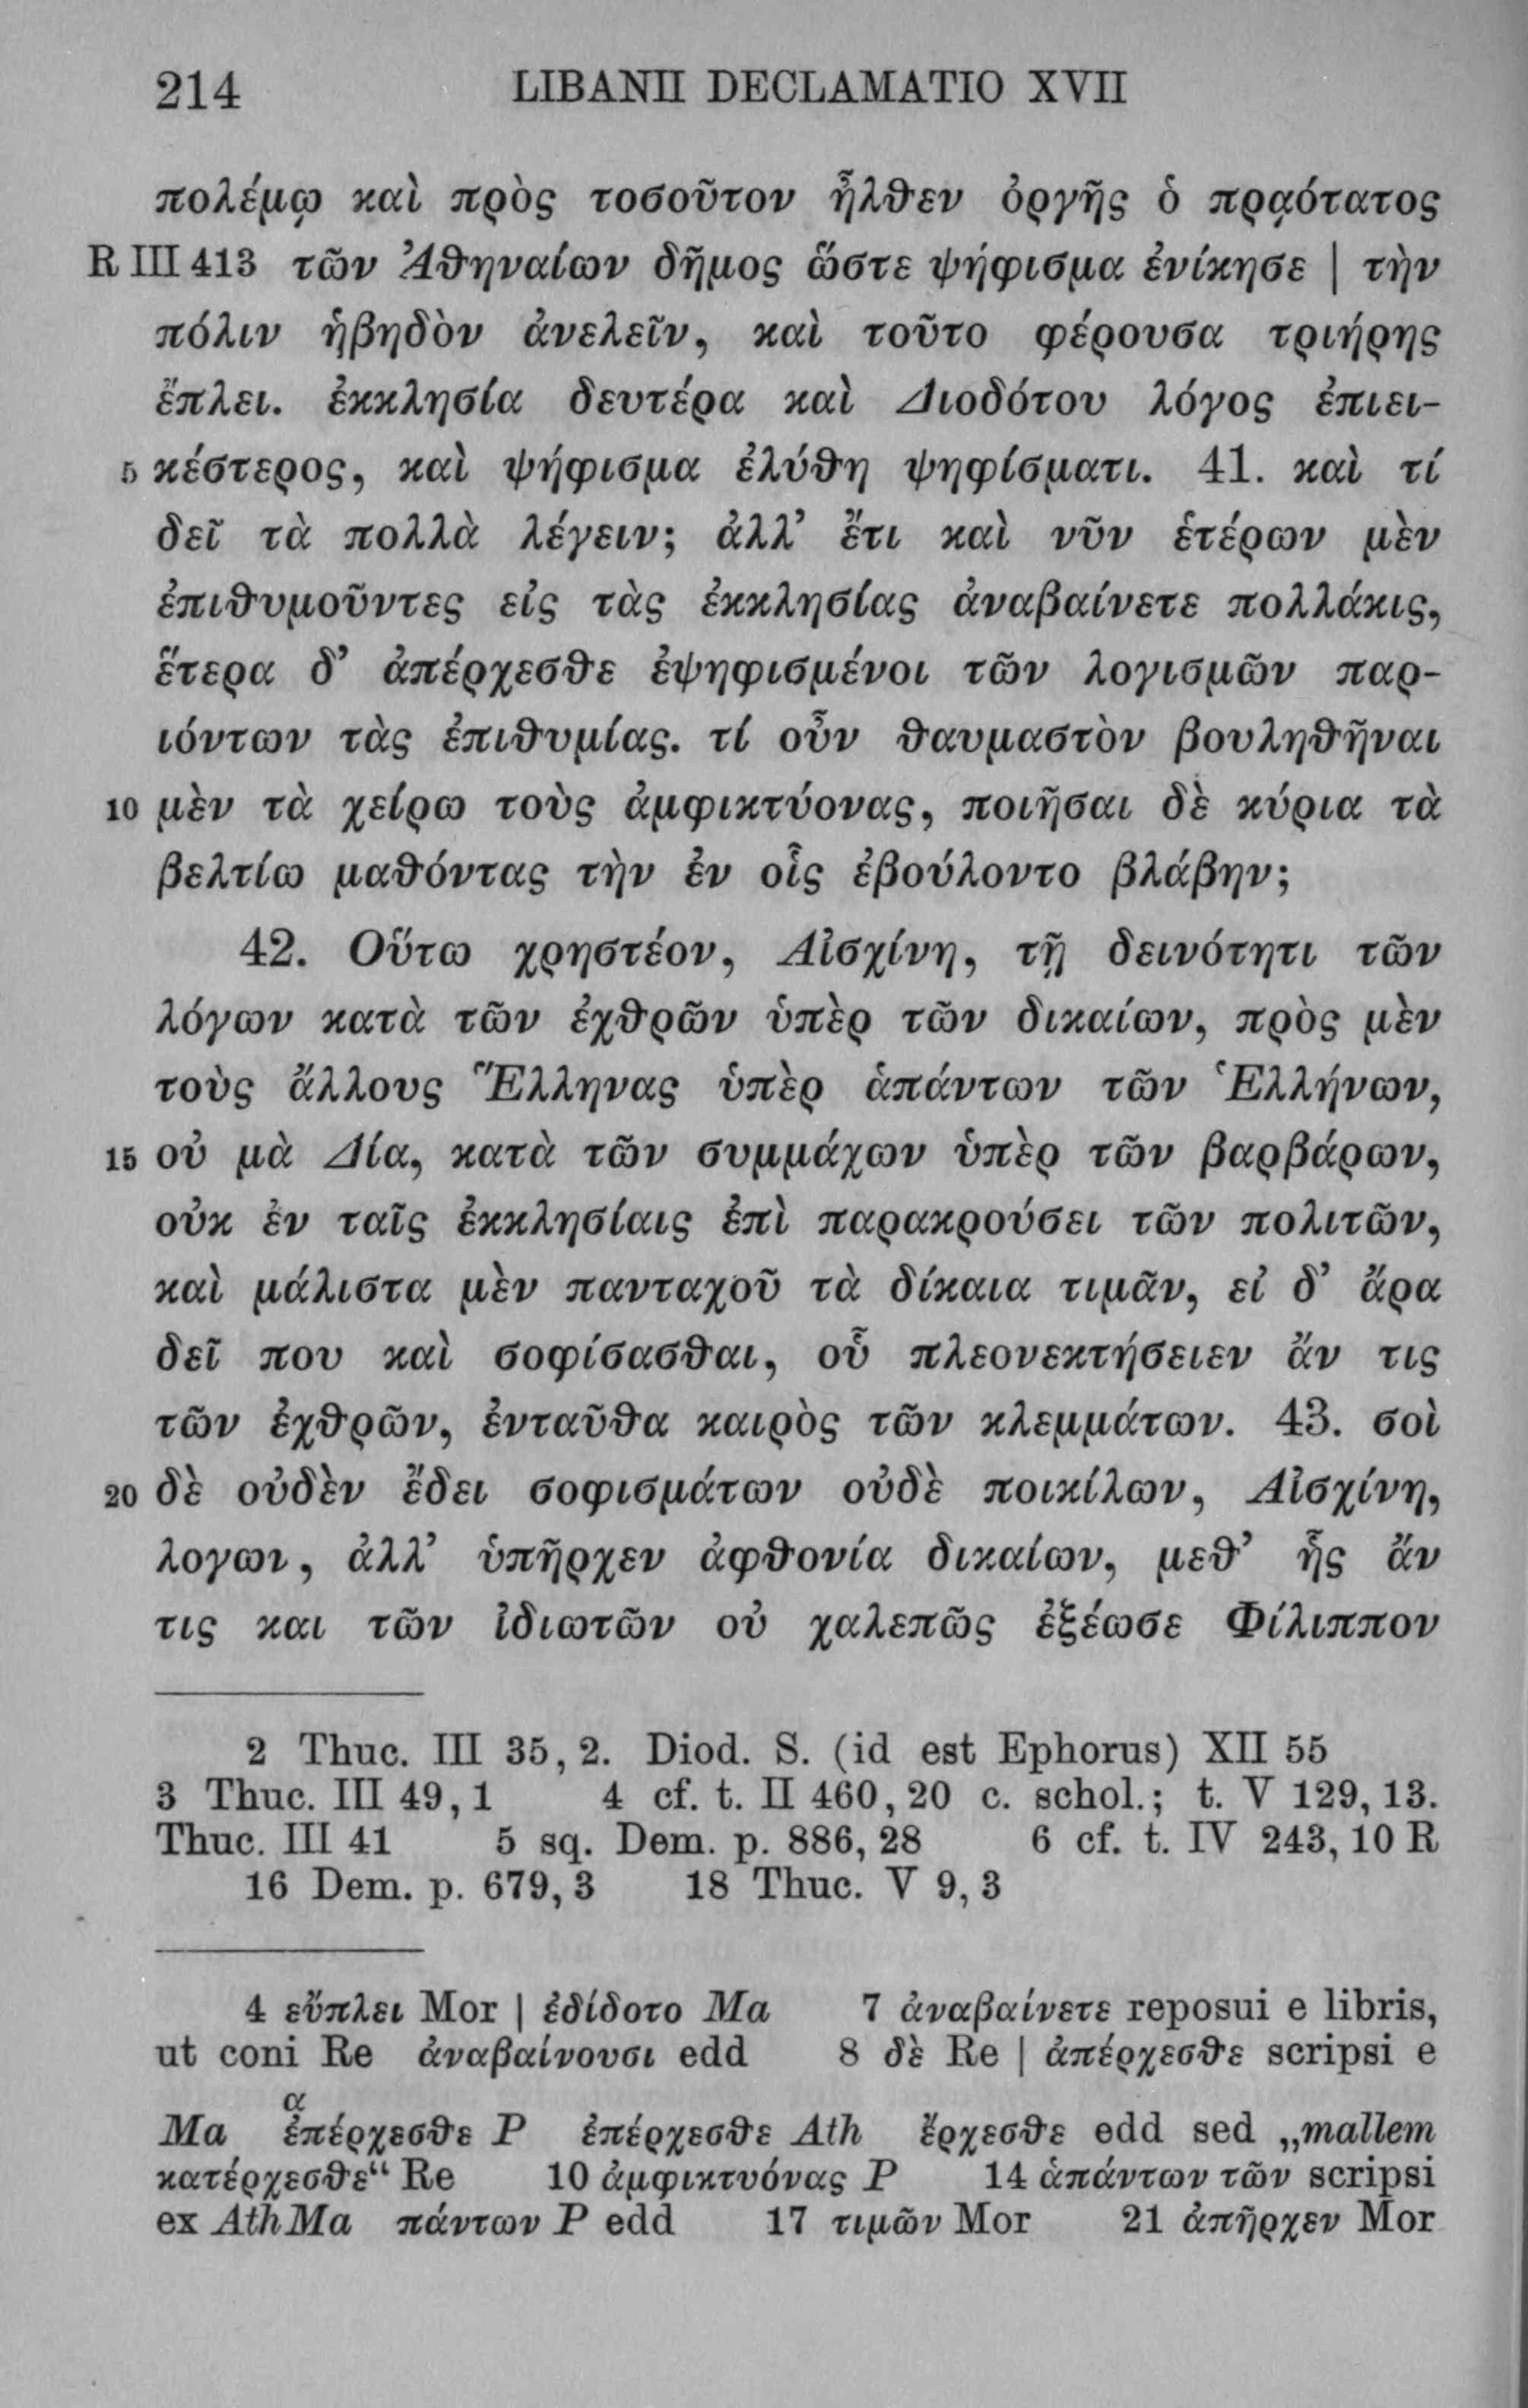 214 LIBANII DECLAMATIO XVII
πολέμῳ καὶ πρὸς τοσοῦτον ἦλθεν ὀργῆς ὁ πρᾳότατος
R III 413 τῶν Ἀθηναίων δῆμος ὥστε ψήφισμα ἐνίκησε | τὴν
πόλιν ἡβηδὸν ἀνελεῖν, καὶ τοῦτο φέρουσα τριήρης
ἔπλει. ἐκκλησία δευτέρα καὶ Διοδότου λόγος ἐπιει-
5 κέστερος, καὶ ψήφισμα ἐλύθη ψηφίσματι. 41. καὶ τί
δεῖ τὰ πολλὰ λέγειν; ἀλλ’ ἔτι καὶ νῦν ἑτέρων μὲν
ἐπιθυμοῦντες εἰς τὰς ἐκκλησίας ἀναβαίνετε πολλάκις,
ἕτερα δ’ ἀπέρχεσθε ἐψηφισμένοι τῶν λογισμῶν παρ-
ιόντων τὰς ἐπιθυμίας. τί οὖν θαυμαστὸν βουληθῆναι
10 μὲν τὰ χείρω τοὺς ἀμφικτύονας, ποιῆσαι δὲ κύρια τὰ
βελτίω μαθόντας τὴν ἐν οἷς ἐβούλοντο βλάβην;
42. Οὕτω χρηστέον, Αἰσχίνη, τῇ δεινότητι τῶν
λόγων κατὰ τῶν ἐχθρῶν ὑπὲρ τῶν δικαίων, πρὸς μὲν
τοὺς ἄλλους Ἕλληνας ὑπὲρ ἁπάντων τῶν Ἑλλήνων,
15 οὐ μὰ Δία, κατὰ τῶν συμμάχων ὑπὲρ τῶν βαρβάρων,
οὐκ ἐν ταῖς ἐκκλησίαις ἐπὶ παρακρούσει τῶν πολιτῶν,
καὶ μάλιστα μὲν πανταχοῦ τὰ δίκαια τιμᾶν, εἰ δ’ ἄρα
δεῖ που καὶ σοφίσασθαι, οὗ πλεονεκτήσειεν ἄν τις
τῶν ἐχθρῶν, ἐνταῦθα καιρὸς τῶν κλεμμάτων. 43. σοὶ
20 δὲ οὐδὲν ἔδει σοφισμάτων οὐδὲ ποικίλων, Αἰσχίνη,
λογων, ἀλλ’ ὑπῆρχεν ἀφθονία δικαίων, μεθ’ ἧς ἄν
τις και τῶν ἰδιωτῶν οὐ χαλεπῶς ἐξέωσε Φίλιππον
2 Thuc. III 35, 2. Diod. S. (id est Ephorus) XII 55
3 Thuc. III 49, 1 4 cf. t. II 460, 20 c. schol.; t. V 129, 13.
Thuc. III 41 5 sq. Dem. p. 886, 28 6 cf. t. IV 243, 10 R
16 Dem. p. 679, 3 18 Thuc. V 9, 3
4 εὔπλει Mor | ἐδίδοτο Ma 7 ἀναβαίνετε reposui e libris,
ut coni Re ἀναβαίνουσι edd 8 δὲ Re | ἀπέρχεσθε scripsi e
α
Ma ἐπέρχεσθε P ἐπέρχεσθε Ath ἔρχεσθε edd sed „mallem
κατέρχεσθε“ Re 10 ἀμφικτυόνας P 14 ἁπάντων τῶν scripsi
ex Ath Ma πάντων P edd 17 τιμῶν Mor 21 ἀπῆρχεν Mor